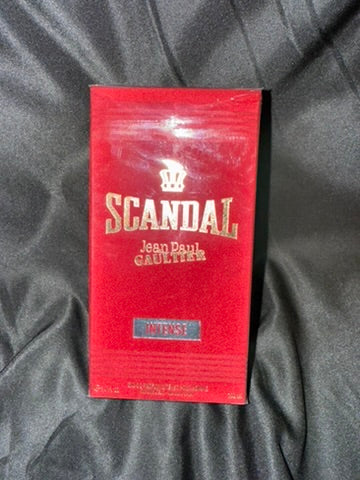 SCANDAL
Jean Paul
GAULTIER
INTENSE